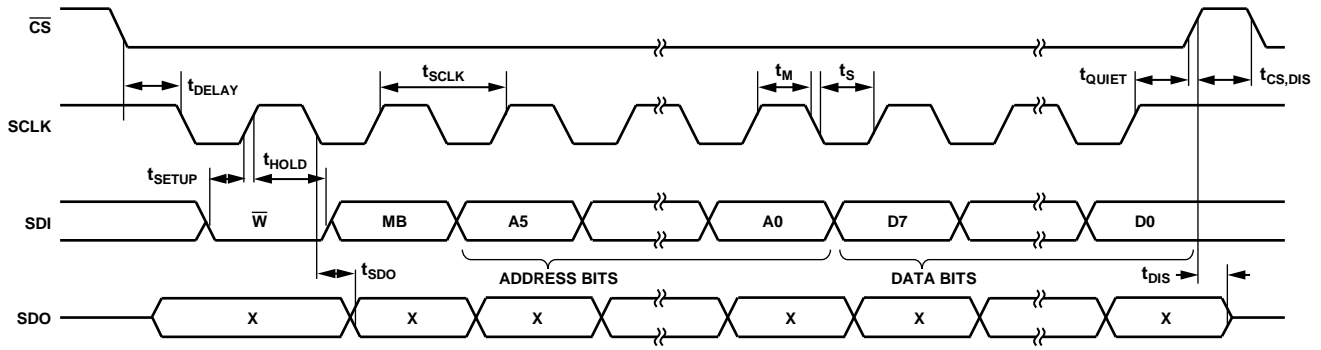 CS
tDELAY
tSCLK
tM
tS
tQUIET
tCS,DIS
SCLK
tSETUP
tHOLD
SDI
W
MB
A5
A0
D7
D0
tSDO
ADDRESS BITS
DATA BITS
tDIS
SDO
X
X
X
X
X
X